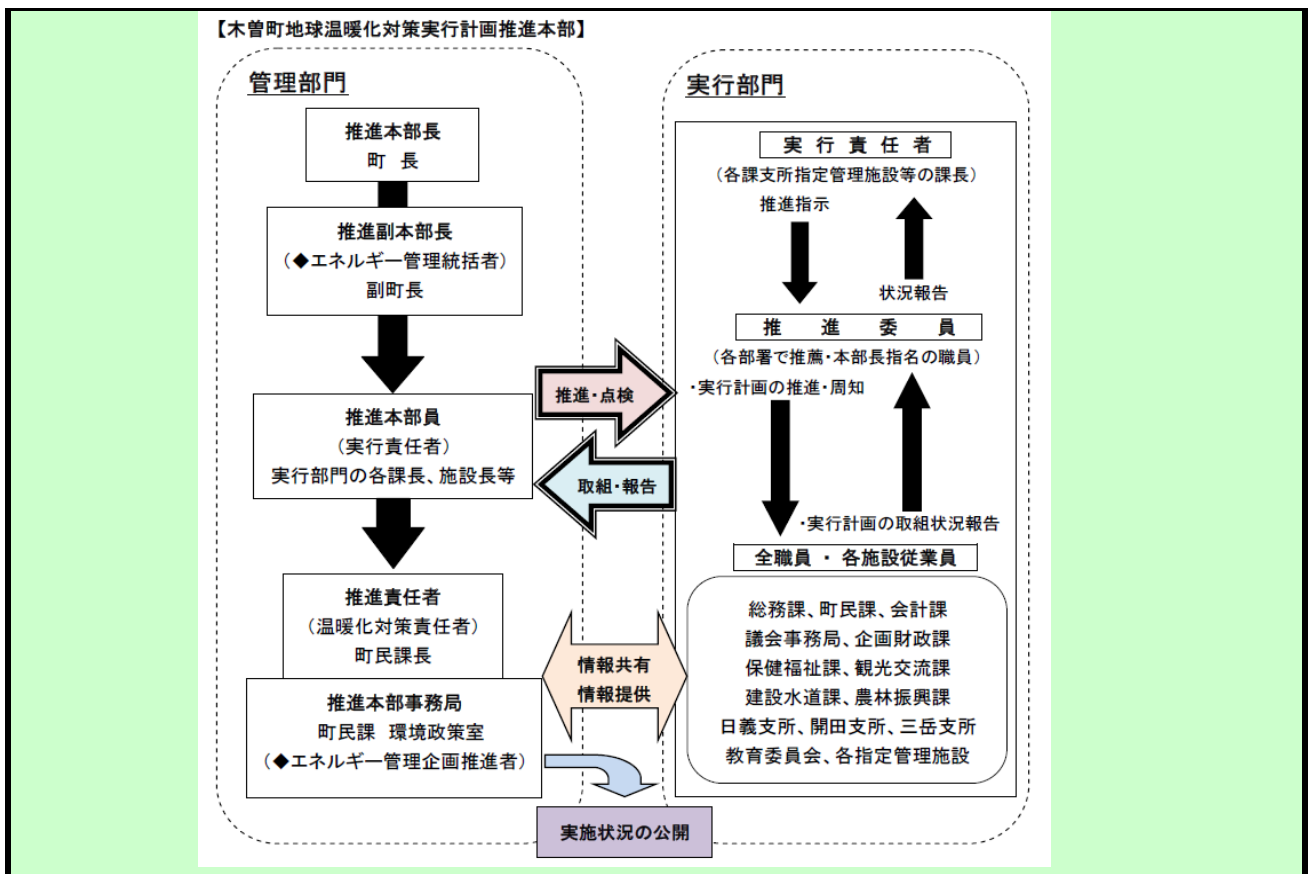 【木曽町地球温暖化対策実行計画推進本部】
管理部門
推進本部長
町 長
推進副本部長
（◆エネルギー管理統括者）
副町長
推進本部員
（実行責任者）
実行部門の各課長、施設長等
推進責任者
（温暖化対策責任者）
町民課長
推進本部事務局
町民課 環境政策室
（◆エネルギー管理企画推進者）
推進・点検
取組・報告
情報共有
情報提供
実施状況の公開
実行部門
実 行 責 任 者
（各課支所指定管理施設等の課長）
推進指示
状況報告
推 進 委 員
（各部署で推薦・本部長指名の職員）
・実行計画の推進・周知
・実行計画の取組状況報告
全職員 ・ 各施設従業員
総務課、町民課、会計課
議会事務局、企画財政課
保健福祉課、観光交流課
建設水道課、農林振興課
日義支所、開田支所、三岳支所
教育委員会、各指定管理施設